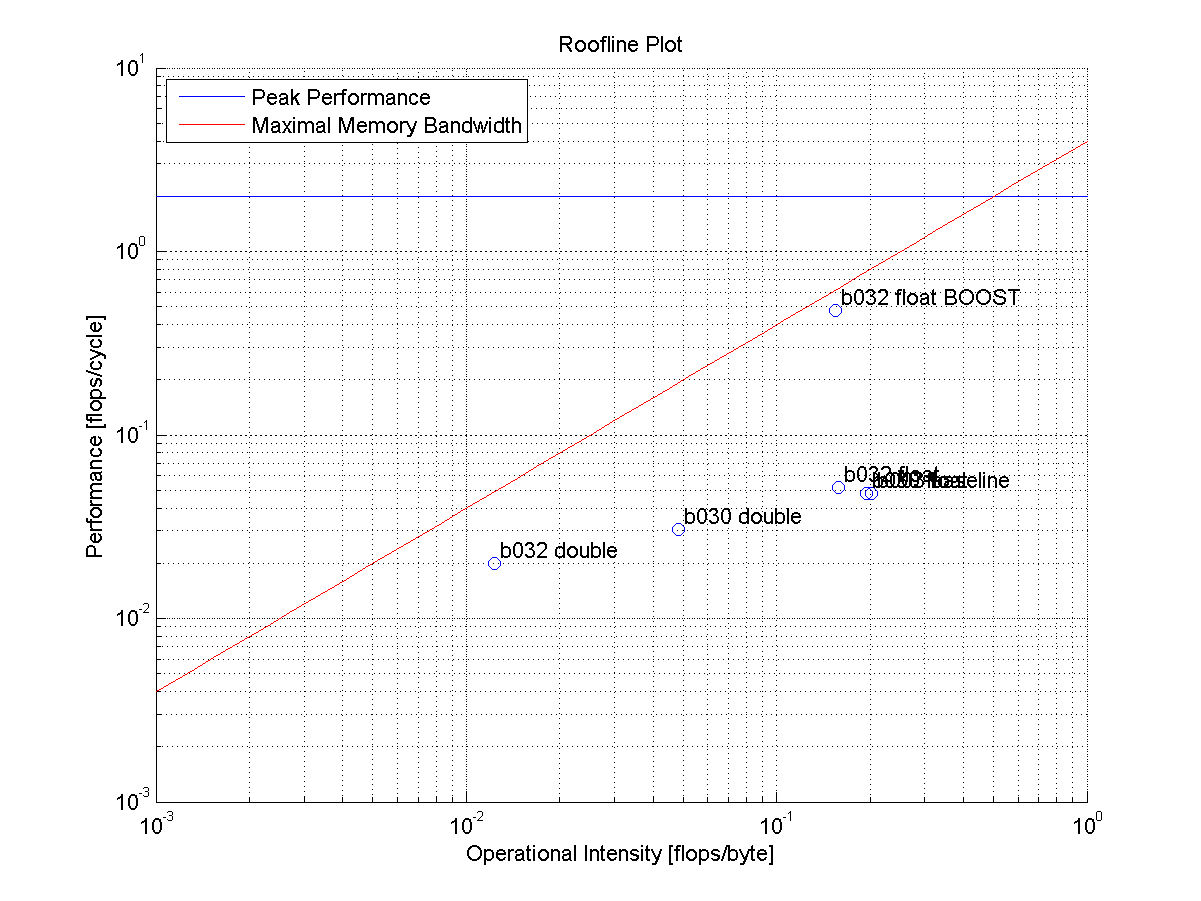 Roofline Plot
Peak Performance
Maximal Memory Bandwidth
10^1
10^0
10^-1
10^-2
10^-3
Performance [flops/cycle]
b032 float BOOST
b032 float
b030 double
b032 double
10^-3
10^-2
10^-1
10^0
Operational Intensity [flops/byte]